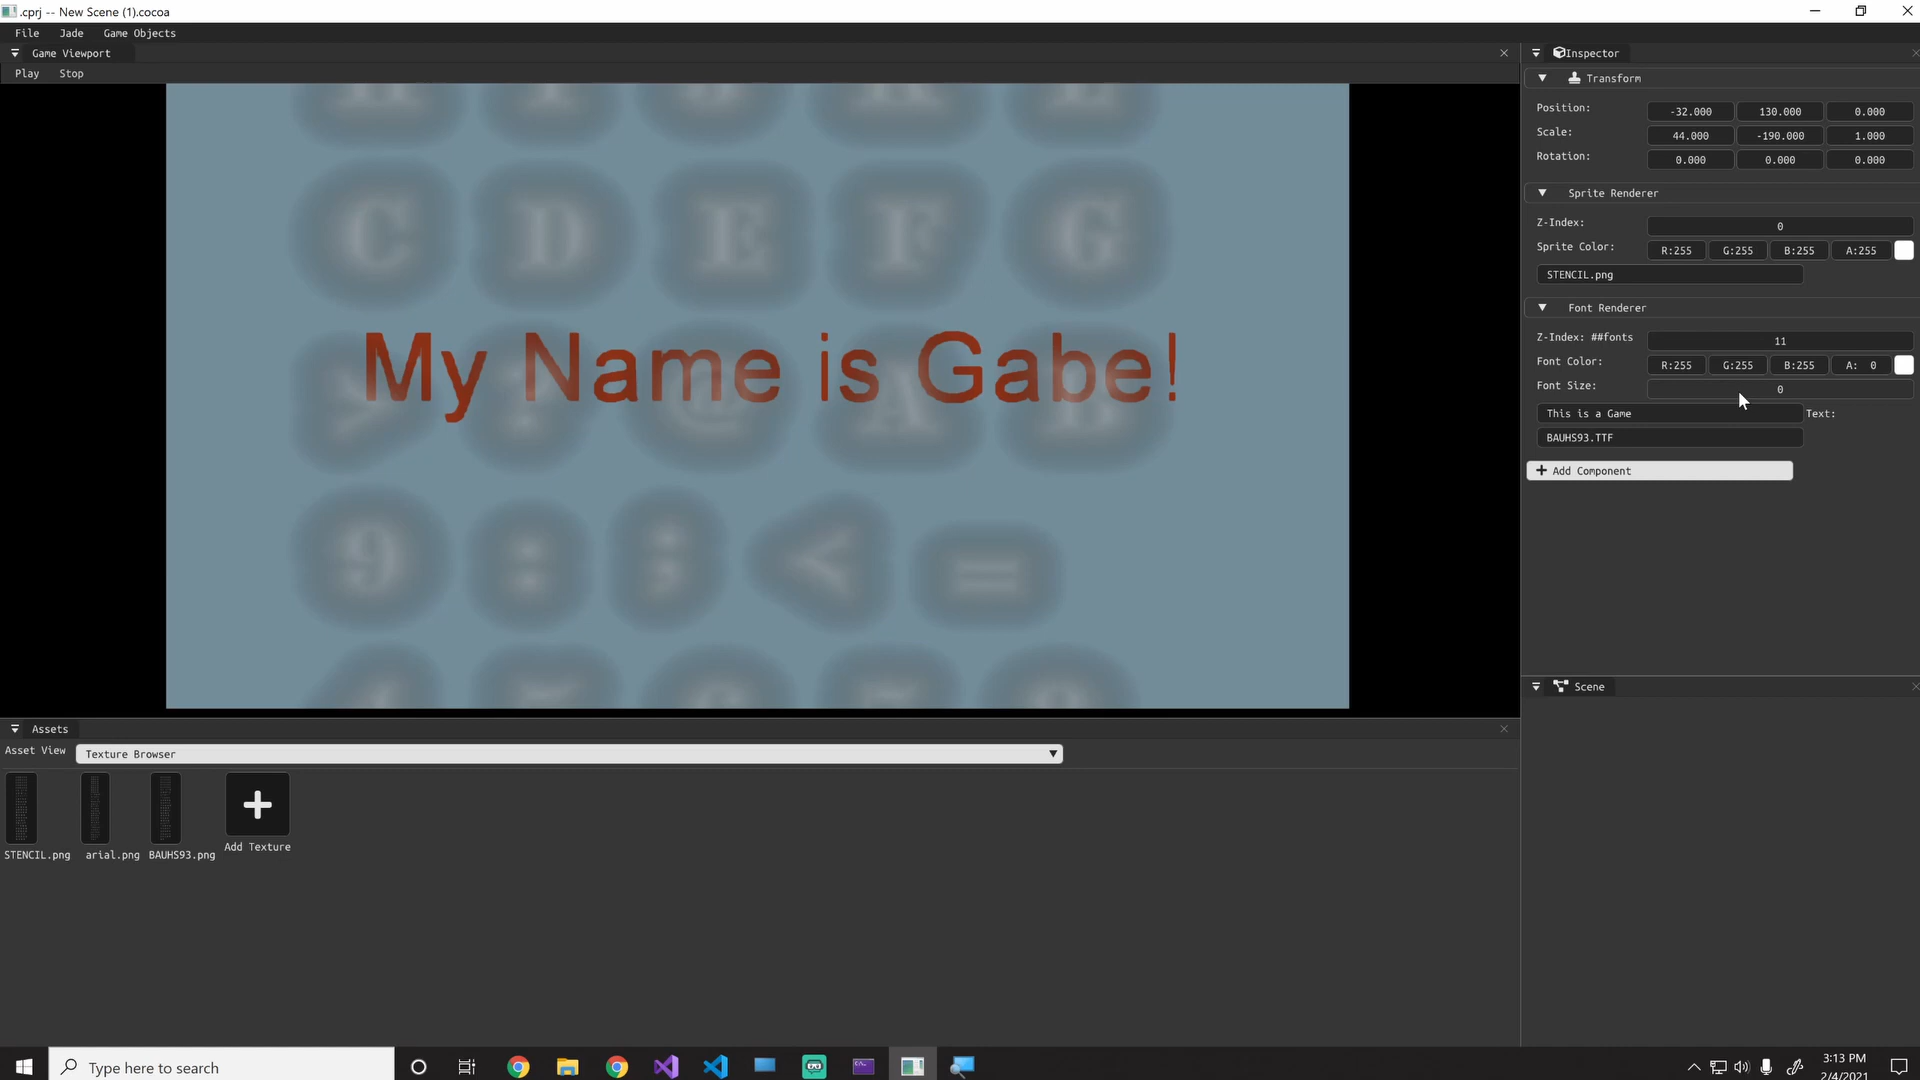 .cprj -- New Scene (1).cocoa
File Jade Game Objects
Game Viewport
Play Stop
C D E F G
My Name is Gabe!
> ? @ A B
9 : ; < =
Inspector
Transform
Position: -32.000 130.000 0.000
Scale: 44.000 -190.000 1.000
Rotation: 0.000 0.000 0.000
Sprite Renderer
Z-Index: 0
Sprite Color: R:255 G:255 B:255 A:255
STENCIL.png
Font Renderer
Z-Index: ##fonts 11
Font Color: R:255 G:255 B:255 A: 0
Font Size: 0
This is a Game Text:
BAUHS93.TTF
Add Component
Scene
Assets
Asset View Texture Browser
STENCIL.png arial.png BAUHS93.png Add Texture
Type here to search
3:13 PM
2/4/2021